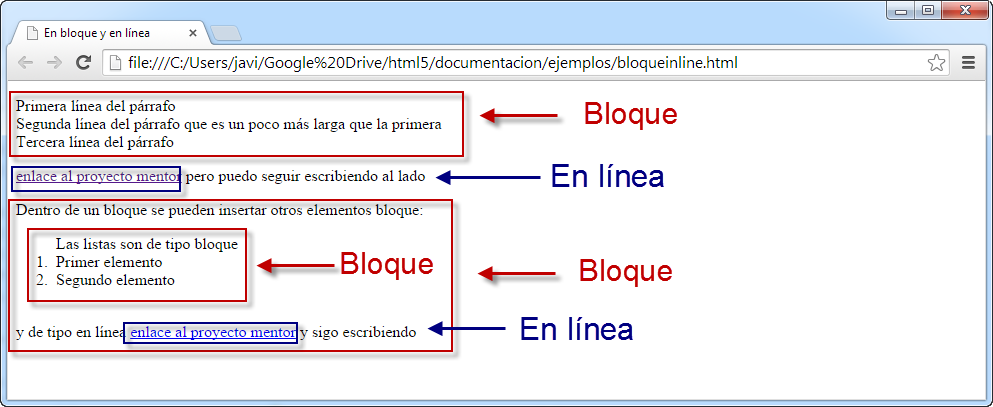 En bloque y en línea
file:///C:/Users/javi/Google%20Drive/html5/documentacion/ejemplos/bloqueinline.html
Primera línea del párrafo
Segunda línea del párrafo que es un poco más larga que la primera
Tercera línea del párrafo
Bloque
enlace al proyecto mentor pero puedo seguir escribiendo al lado
En línea
Dentro de un bloque se pueden insertar otros elementos bloque:
Las listas son de tipo bloque
1. Primer elemento
2. Segundo elemento
Bloque
Bloque
y de tipo en línea enlace al proyecto mentor y sigo escribiendo
En línea